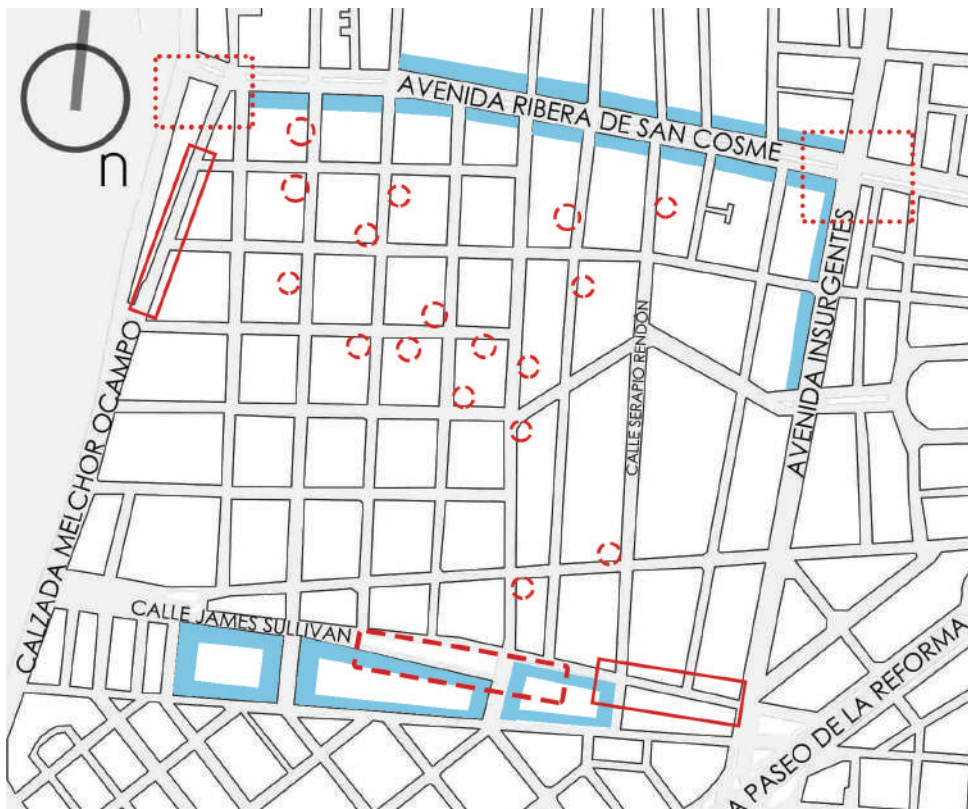 n
AVENIDA RIBERA DE SAN COSME
AVENIDA INSURGENTES
CALLE SERAPIO RENDÓN
CALZADA MELCHOR OCAMPO
CALLE JAMES SULLIVAN
A PASEO DE LA REFORMA